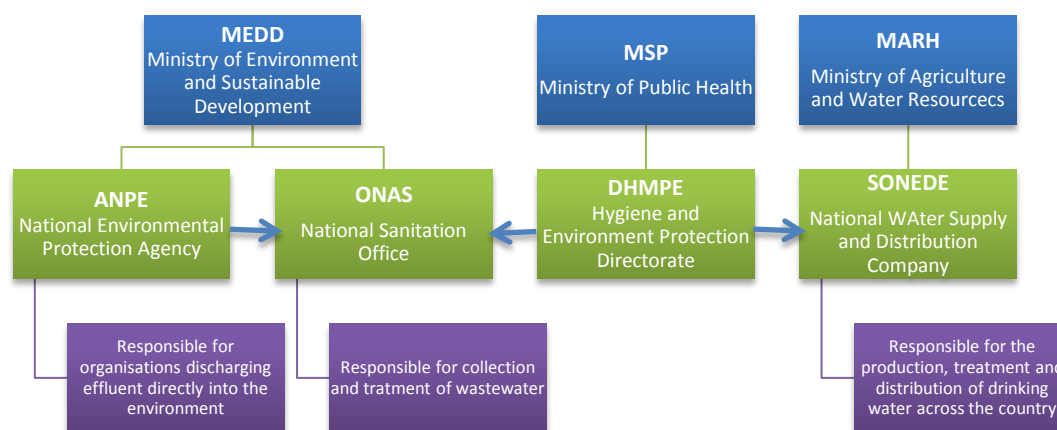 MEDD
Ministry of Environment
and Sustainable
Development
MSP
Ministry of Public Health
MARH
Ministry of Agriculture
and Water Resourcecs
ANPE
National Environmental
Protection Agency
ONAS
National Sanitation
Office
DHMPE
Hygiene and
Environment Protection
Directorate
SONEDE
National WAter Supply
and Distribution
Company
Responsible for
organisations discharging
effluent directly into the
environment
Responsible for collection
and tratment of wastewater
Responsible for the
production, treatment and
distribution of drinking
water across the country